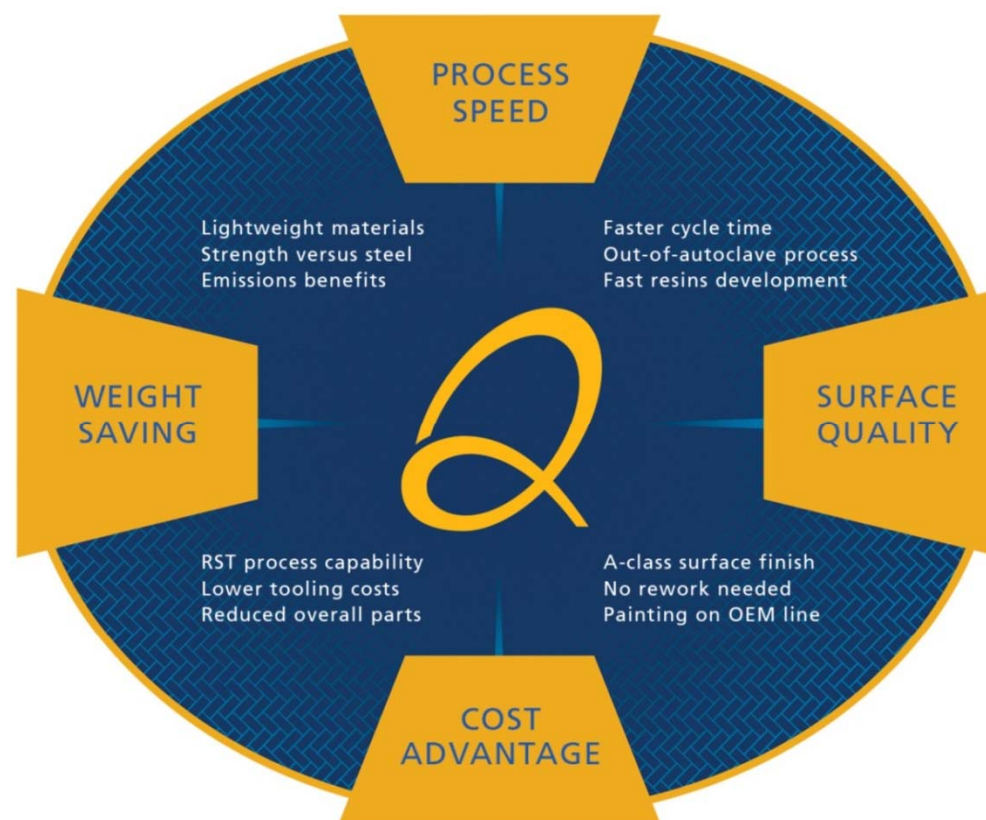 PROCESS
SPEED
Lightweight materials
Strength versus steel
Emissions benefits
Faster cycle time
Out-of-autoclave process
Fast resins development
WEIGHT
SAVING
Q
SURFACE
QUALITY
RST process capability
Lower tooling costs
Reduced overall parts
A-class surface finish
No rework needed
Painting on OEM line
COST
ADVANTAGE